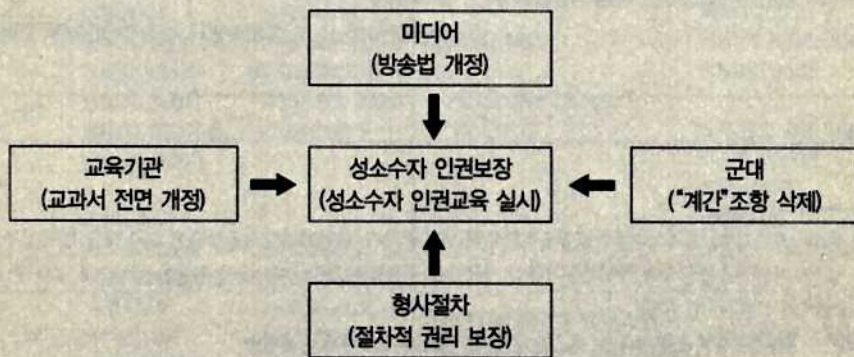 미디어
(방송법 개정)
교육기관
(교과서 전면 개정)
성소수자 인권보장
(성소수자 인권교육 실시)
군대
("계간"조항 삭제)
형사절차
(절차적 권리 보장)